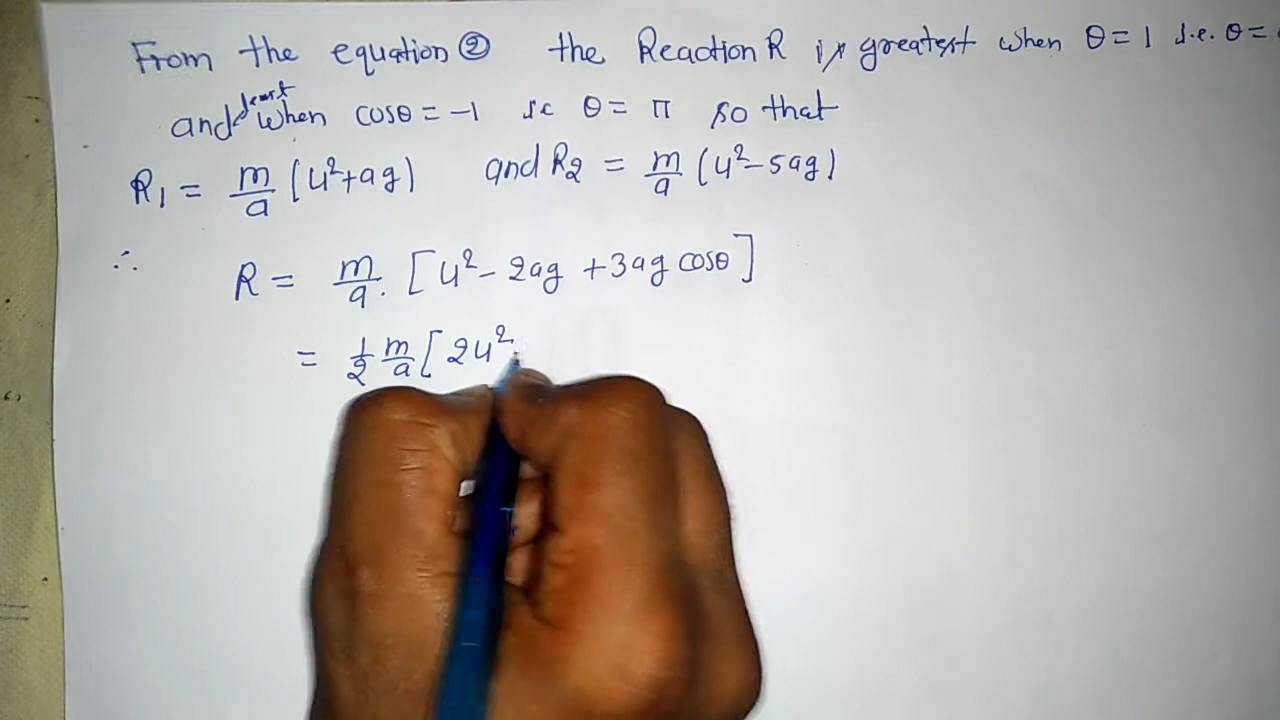 From the equation ② the Reaction R is greatest when θ = 1 i.e. θ =
and least when cosθ = -1 ie θ = π so that
R₁ = m/a (u²+ag) and R₂ = m/a (u²-5ag)
∴ R = m/a. [u²- 2ag +3ag cosθ]
= 1/2 m/a [2u²